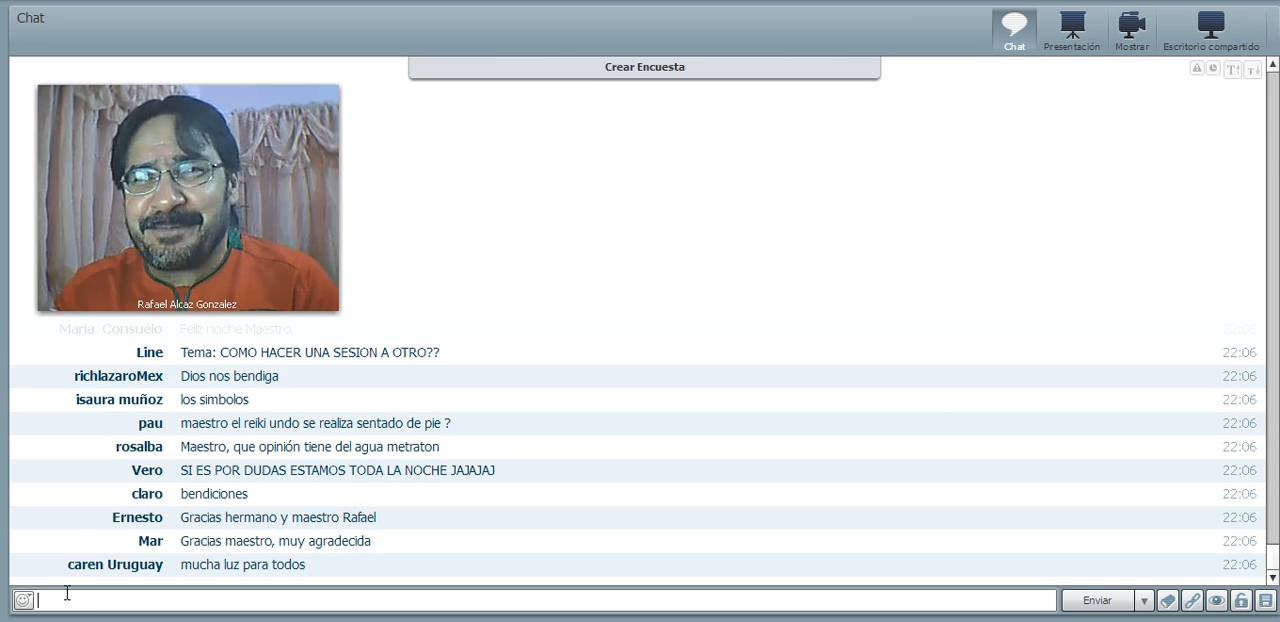 Chat
Chat Presentación Mostrar Escritorio compartido
Crear Encuesta
Rafael Alcaz Gonzalez
Maria Consuelo Feliz noche Maestro. 22:06
Line Tema: COMO HACER UNA SESION A OTRO?? 22:06
richlazaroMex Dios nos bendiga 22:06
isaura muñoz los simbolos 22:06
pau maestro el reiki undo se realiza sentado de pie ? 22:06
rosalba Maestro, que opinión tiene del agua metraton 22:06
Vero SI ES POR DUDAS ESTAMOS TODA LA NOCHE JAJAJAJ 22:06
claro bendiciones 22:06
Ernesto Gracias hermano y maestro Rafael 22:06
Mar Gracias maestro, muy agradecida 22:06
caren Uruguay mucha luz para todos 22:06
Enviar